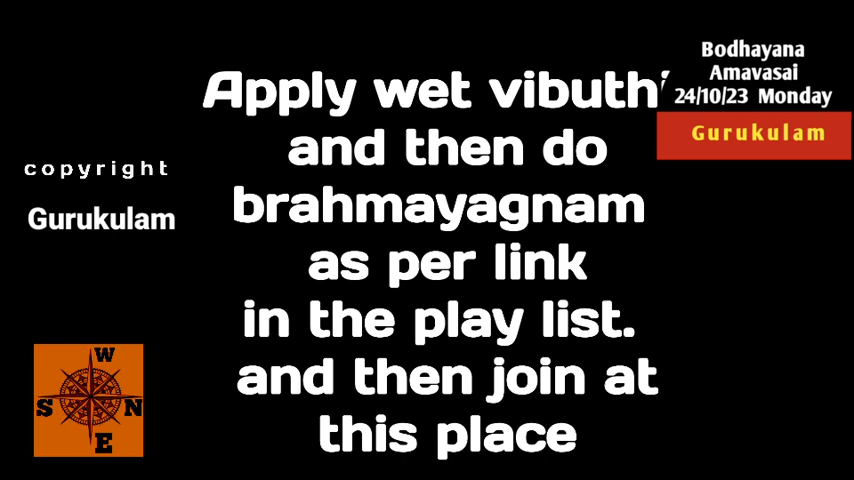 Apply wet vibuthi
and then do
brahmayagnam
as per link
in the play list.
and then join at
this place
Bodhayana
Amavasai
24/10/23 Monday
Gurukulam
copyright
Gurukulam
W
S N
E